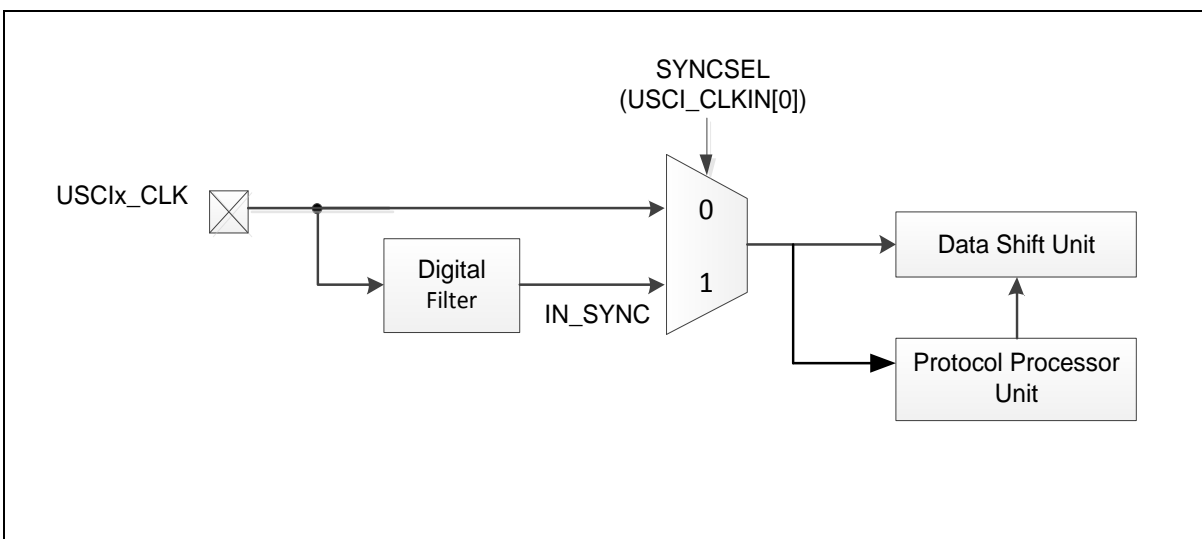 SYNCSEL
(USCI_CLKIN[0])
USCIx_CLK
0
Data Shift Unit
Digital
Filter
1
IN_SYNC
Protocol Processor
Unit